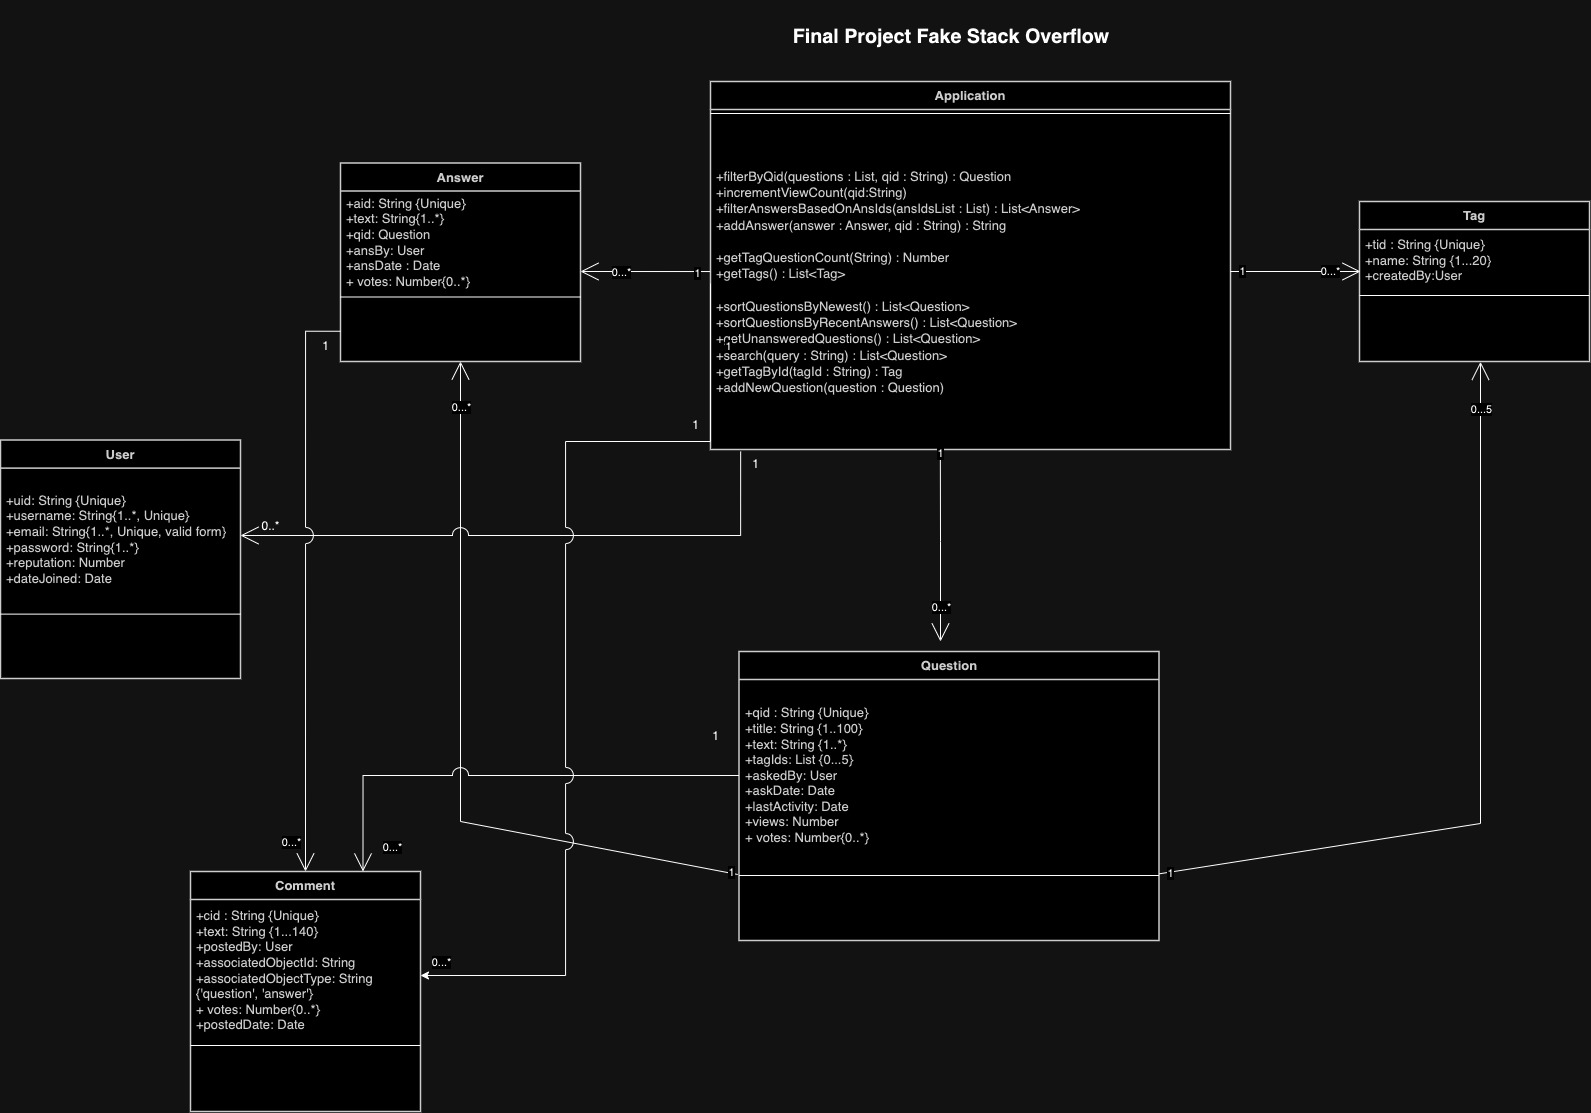 Final Project Fake Stack Overflow
Application
+filterByQid(questions : List, qid : String) : Question
+incrementViewCount(qid:String)
+filterAnswersBasedOnAnsIds(ansIdsList : List) : List<Answer>
+addAnswer(answer : Answer, qid : String) : String
+getTagQuestionCount(String) : Number
+getTags() : List<Tag>
+sortQuestionsByNewest() : List<Question>
+sortQuestionsByRecentAnswers() : List<Question>
+getUnansweredQuestions() : List<Question>
1
+search(query : String) : List<Question>
+getTagById(tagId : String) : Tag
+addNewQuestion(question : Question)
Answer
+aid: String {Unique}
+text: String{1..*}
+qid: Question
+ansBy: User
+ansDate : Date
+ votes: Number{0..*}
0...*
1
1
0...*
Tag
+tid : String {Unique}
+name: String {1...20}
+createdBy:User
1
0...*
0...5
1
1
1
User
+uid: String {Unique}
+username: String{1..*, Unique}
+email: String{1..*, Unique, valid form}
+password: String{1..*}
+reputation: Number
+dateJoined: Date
0..*
0...*
Question
+qid : String {Unique}
+title: String {1..100}
+text: String {1..*}
+tagIds: List {0...5}
+askedBy: User
+askDate: Date
+lastActivity: Date
+views: Number
+ votes: Number{0..*}
1
1
1
0...*
0...*
Comment
+cid : String {Unique}
+text: String {1...140}
+postedBy: User
+associatedObjectId: String
+associatedObjectType: String
{'question', 'answer'}
+ votes: Number{0..*}
+postedDate: Date
0...*